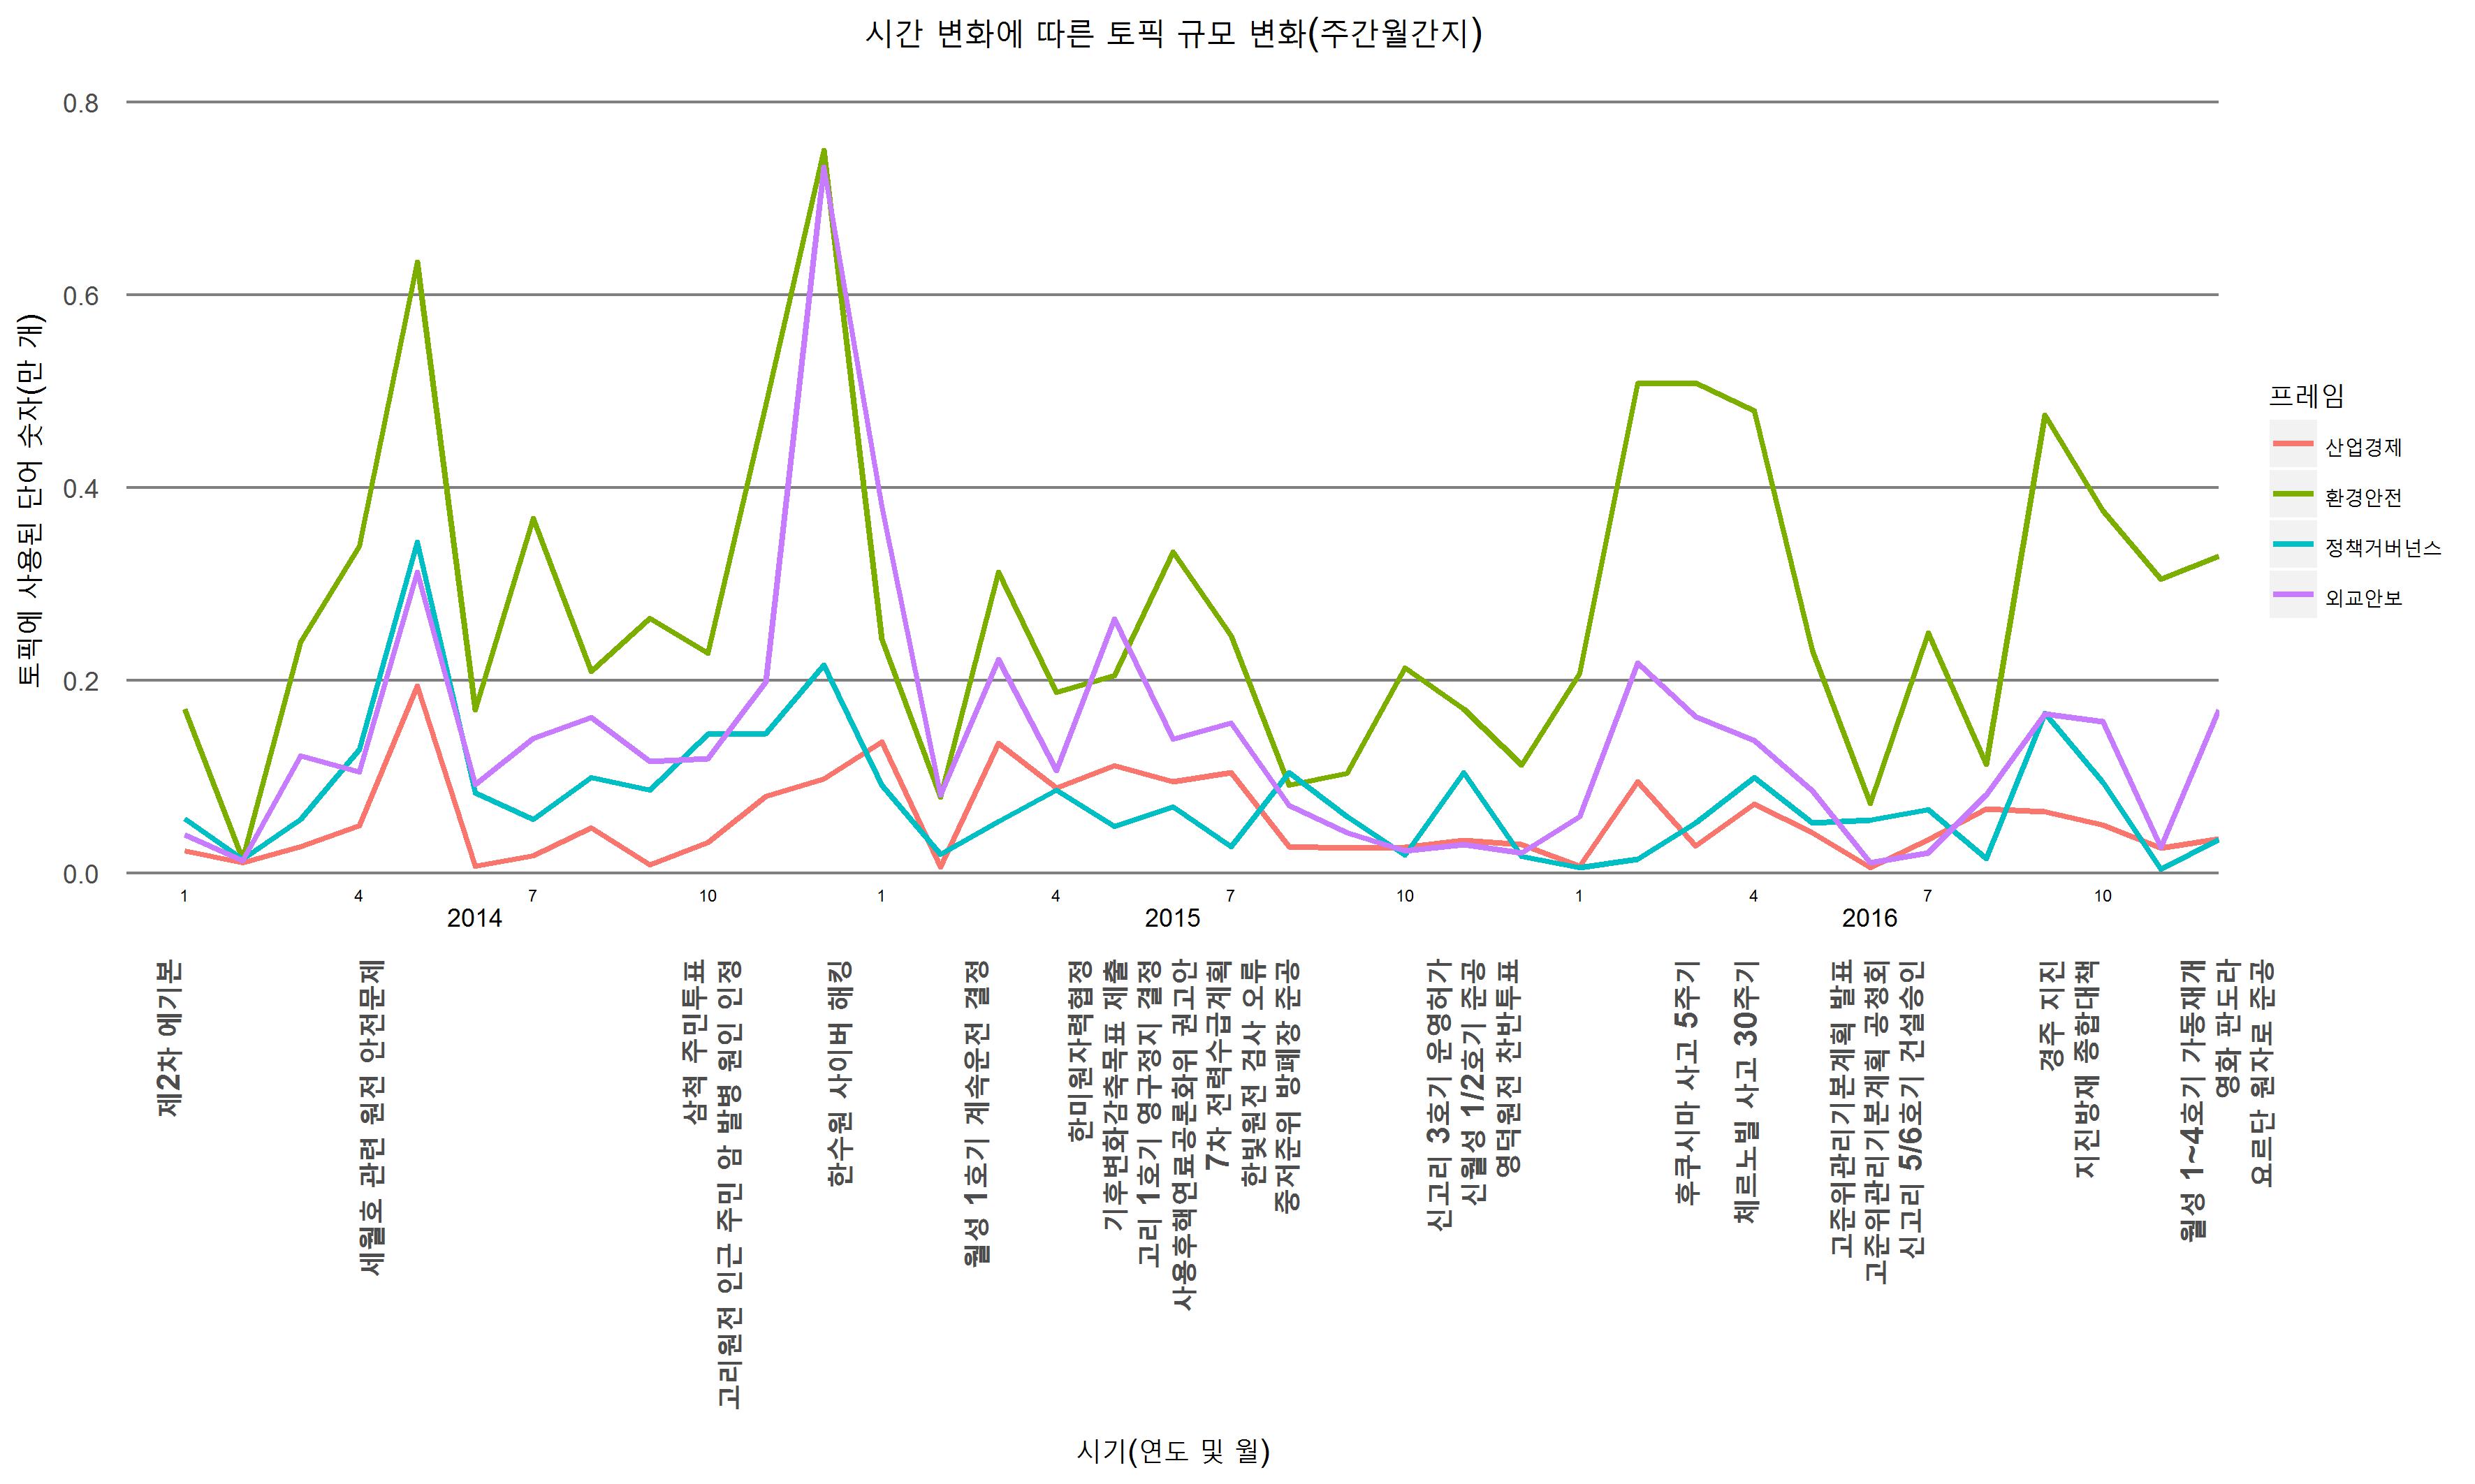 시간 변화에 따른 토픽 규모 변화(주간월간지)
토픽에 사용된 단어 숫자(만 개)
0.8
0.6
0.4
0.2
0.0
1
4
7
10
1
4
7
10
1
4
7
10
2014
2015
2016
제2차 에기본
세월호 관련 원전 안전문제
삼척 주민투표
고리원전 인근 주민 암 발병 원인 인정
한수원 사이버 해킹
월성 1호기 계속운전 결정
한미원자력협정
기후변화감축목표 제출
고리 1호기 영구정지 결정
사용후핵연료공론화위 권고안
7차 전력수급계획
한빛원전 검사 오류
중저준위 방폐장 준공
신고리 3호기 운영허가
신월성 1/2호기 준공
영덕원전 찬반투표
후쿠시마 사고 5주기
체르노빌 사고 30주기
고준위관리기본계획 발표
고준위관리기본계획 공청회
신고리 5/6호기 건설승인
경주 지진
지진방재 종합대책
월성 1~4호기 가동재개
영화 판도라
요르단 원자로 준공
시기(연도 및 월)
프레임
산업경제
환경안전
정책거버넌스
외교안보